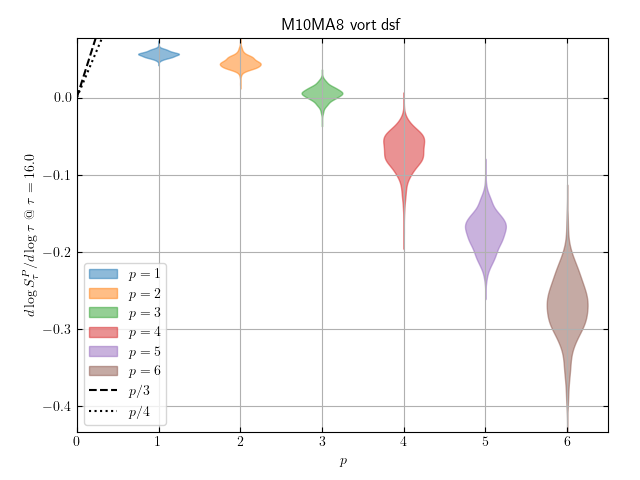 M10MA8 vort dsf
d log S_τ^P / d log τ @ τ = 16.0
0.0
−0.1
−0.2
−0.3
−0.4
p = 1
p = 2
p = 3
p = 4
p = 5
p = 6
p/3
p/4
0 1 2 3 4 5 6
p